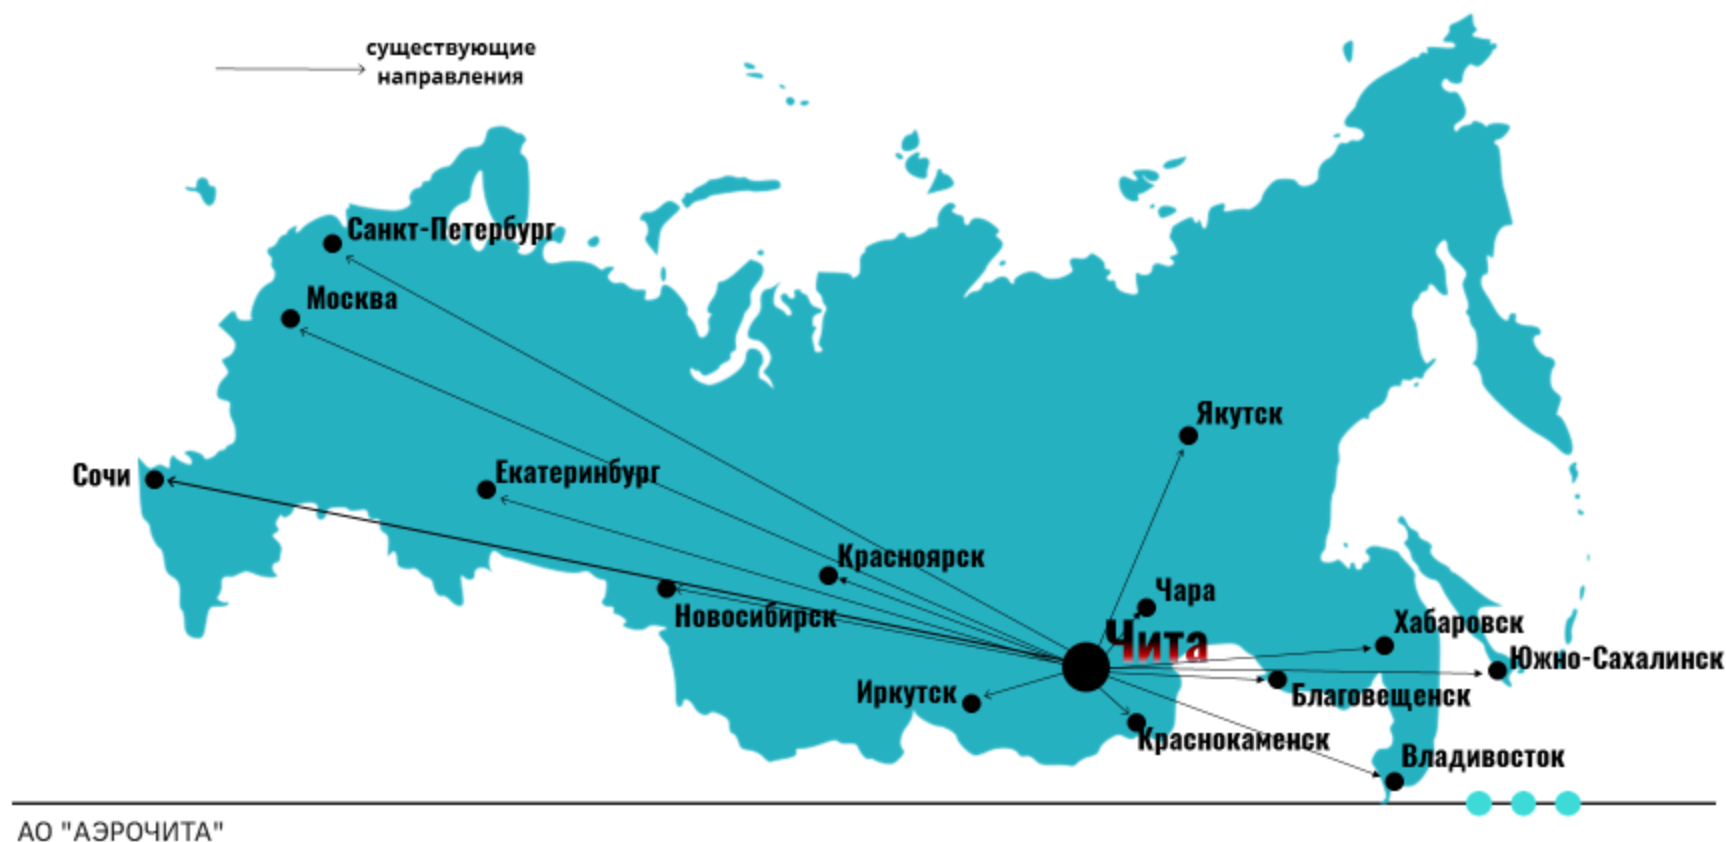 существующие
направления
Санкт-Петербург
Москва
Якутск
Сочи
Екатеринбург
Красноярск
Чара
Новосибирск
Хабаровск
Чита
Южно-Сахалинск
Иркутск
Благовещенск
Краснокаменск
Владивосток
АО "АЭРОЧИТА"